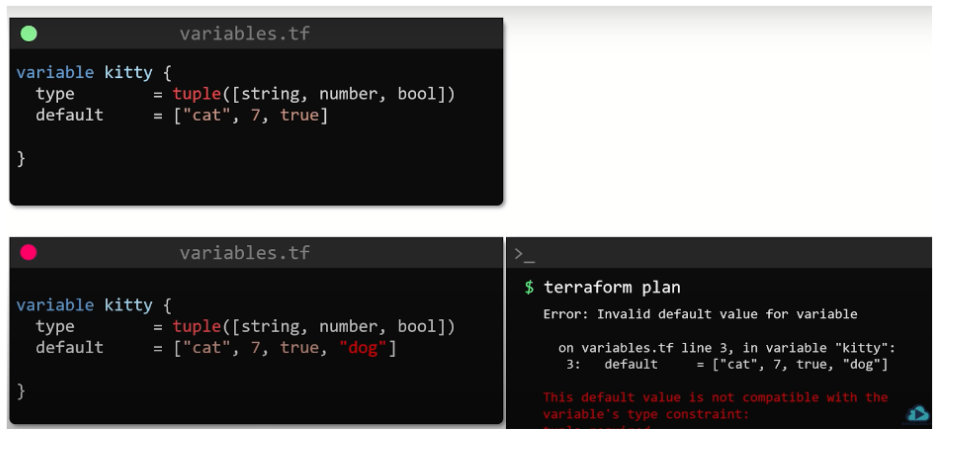 variables.tf
variable kitty {
  type         = tuple([string, number, bool])
  default      = ["cat", 7, true]
}
variables.tf
variable kitty {
  type         = tuple([string, number, bool])
  default      = ["cat", 7, true, "dog"]
}
>_
$ terraform plan
Error: Invalid default value for variable
on variables.tf line 3, in variable "kitty":
3:   default     = ["cat", 7, true, "dog"]
This default value is not compatible with the
variable's type constraint: